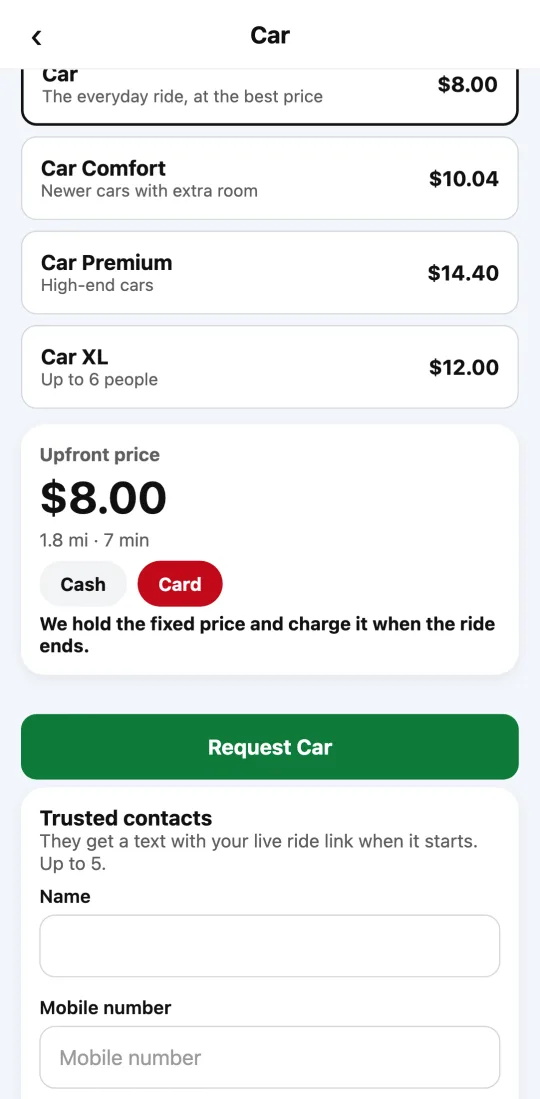 ‹ Car
Car $8.00
The everyday ride, at the best price
Car Comfort $10.04
Newer cars with extra room
Car Premium $14.40
High-end cars
Car XL $12.00
Up to 6 people
Upfront price
$8.00
1.8 mi · 7 min
Cash Card
We hold the fixed price and charge it when the ride
ends.
Request Car
Trusted contacts
They get a text with your live ride link when it starts.
Up to 5.
Name
Mobile number
Mobile number